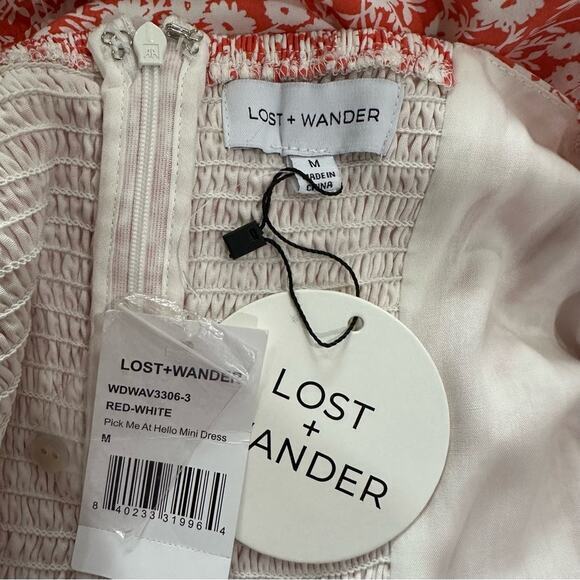 LOST + WANDER
M
MADE IN
CHINA
LOST+WANDER
WDWAV3306-3
RED-WHITE
Pick Me At Hello Mini Dress
M
8 40233 31996 4
LOST
+
WANDER